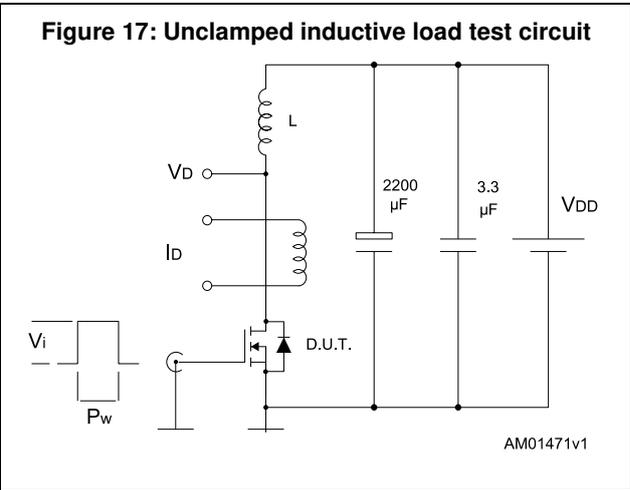 Figure 17: Unclamped inductive load test circuit
L
VD
2200
µF
3.3
µF
VDD
ID
Vi
D.U.T.
Pw
AM01471v1